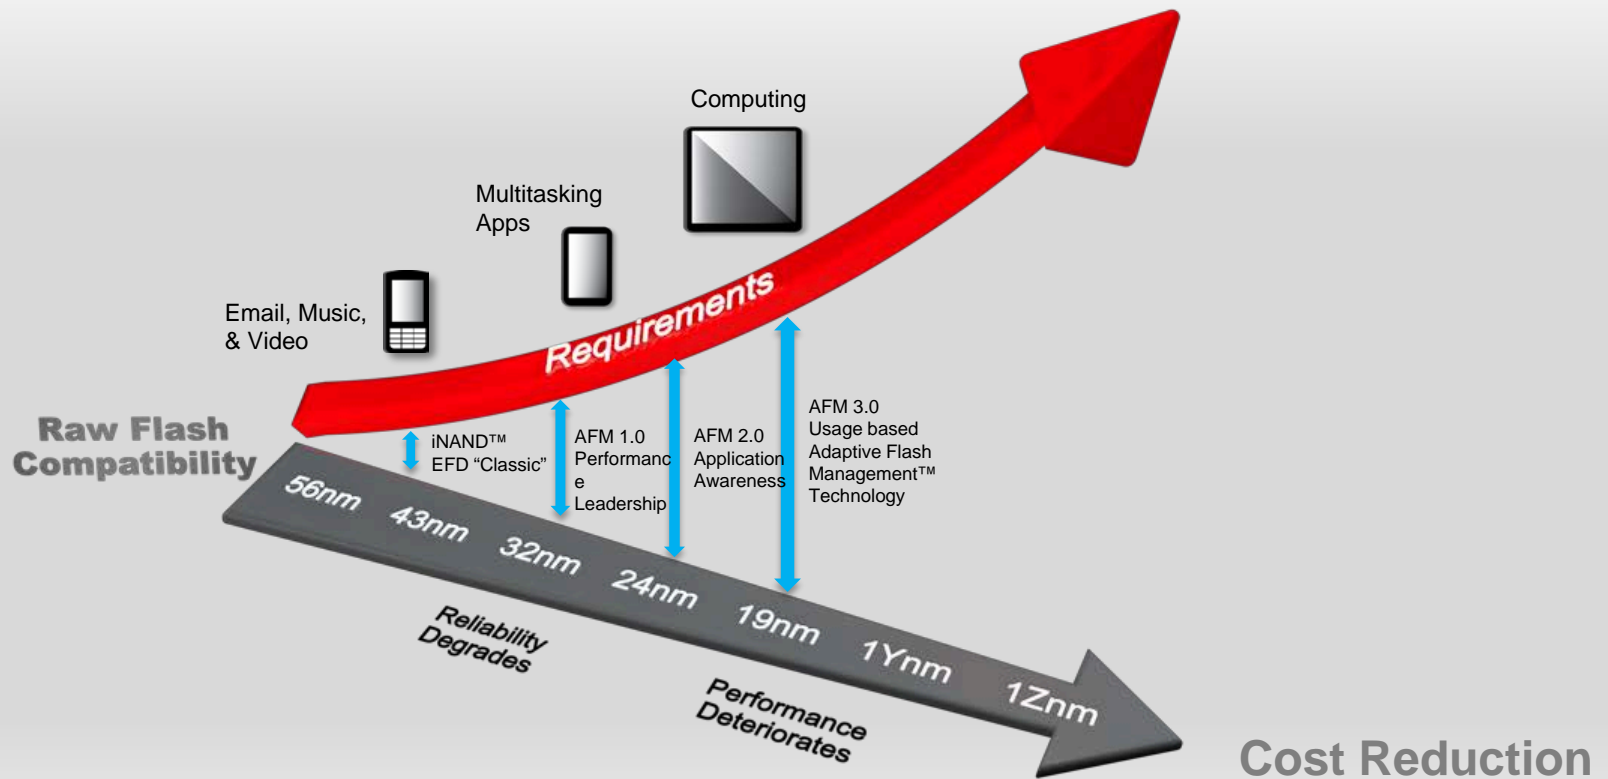 Computing
Multitasking
Apps
Email, Music,
& Video
Requirements
Raw Flash
Compatibility
iNAND™
EFD “Classic”
AFM 1.0
Performanc
e
Leadership
AFM 2.0
Application
Awareness
AFM 3.0
Usage based
Adaptive Flash
Management™
Technology
56nm
43nm
32nm
24nm
19nm
1Ynm
1Znm
Reliability
Degrades
Performance
Deteriorates
Cost Reduction